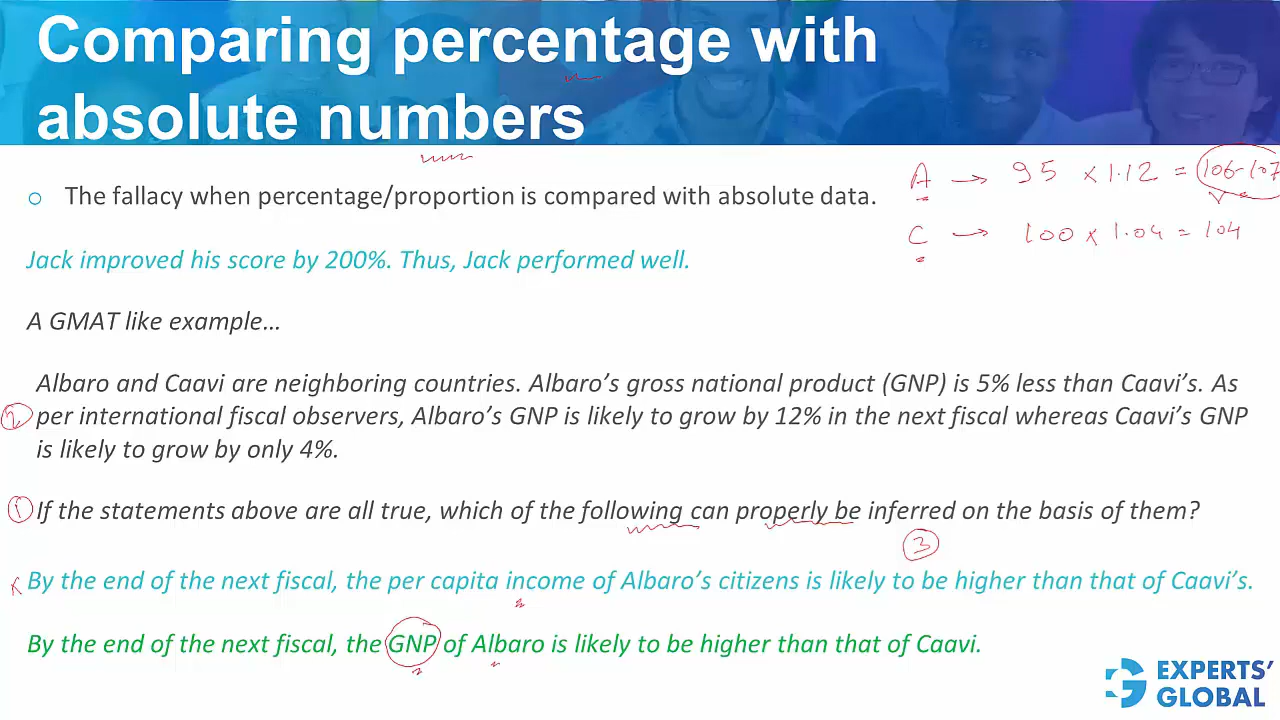 Comparing percentage with
absolute numbers
The fallacy when percentage/proportion is compared with absolute data.
A → 95 × 1.12 = 106-107
C → 100 × 1.04 = 104
Jack improved his score by 200%. Thus, Jack performed well.
A GMAT like example…
Albaro and Caavi are neighboring countries. Albaro’s gross national product (GNP) is 5% less than Caavi’s. As
2 per international fiscal observers, Albaro’s GNP is likely to grow by 12% in the next fiscal whereas Caavi’s GNP
is likely to grow by only 4%.
1 If the statements above are all true, which of the following can properly be inferred on the basis of them?
3
x By the end of the next fiscal, the per capita income of Albaro’s citizens is likely to be higher than that of Caavi’s.
By the end of the next fiscal, the GNP of Albaro is likely to be higher than that of Caavi.
EXPERTS’
GLOBAL